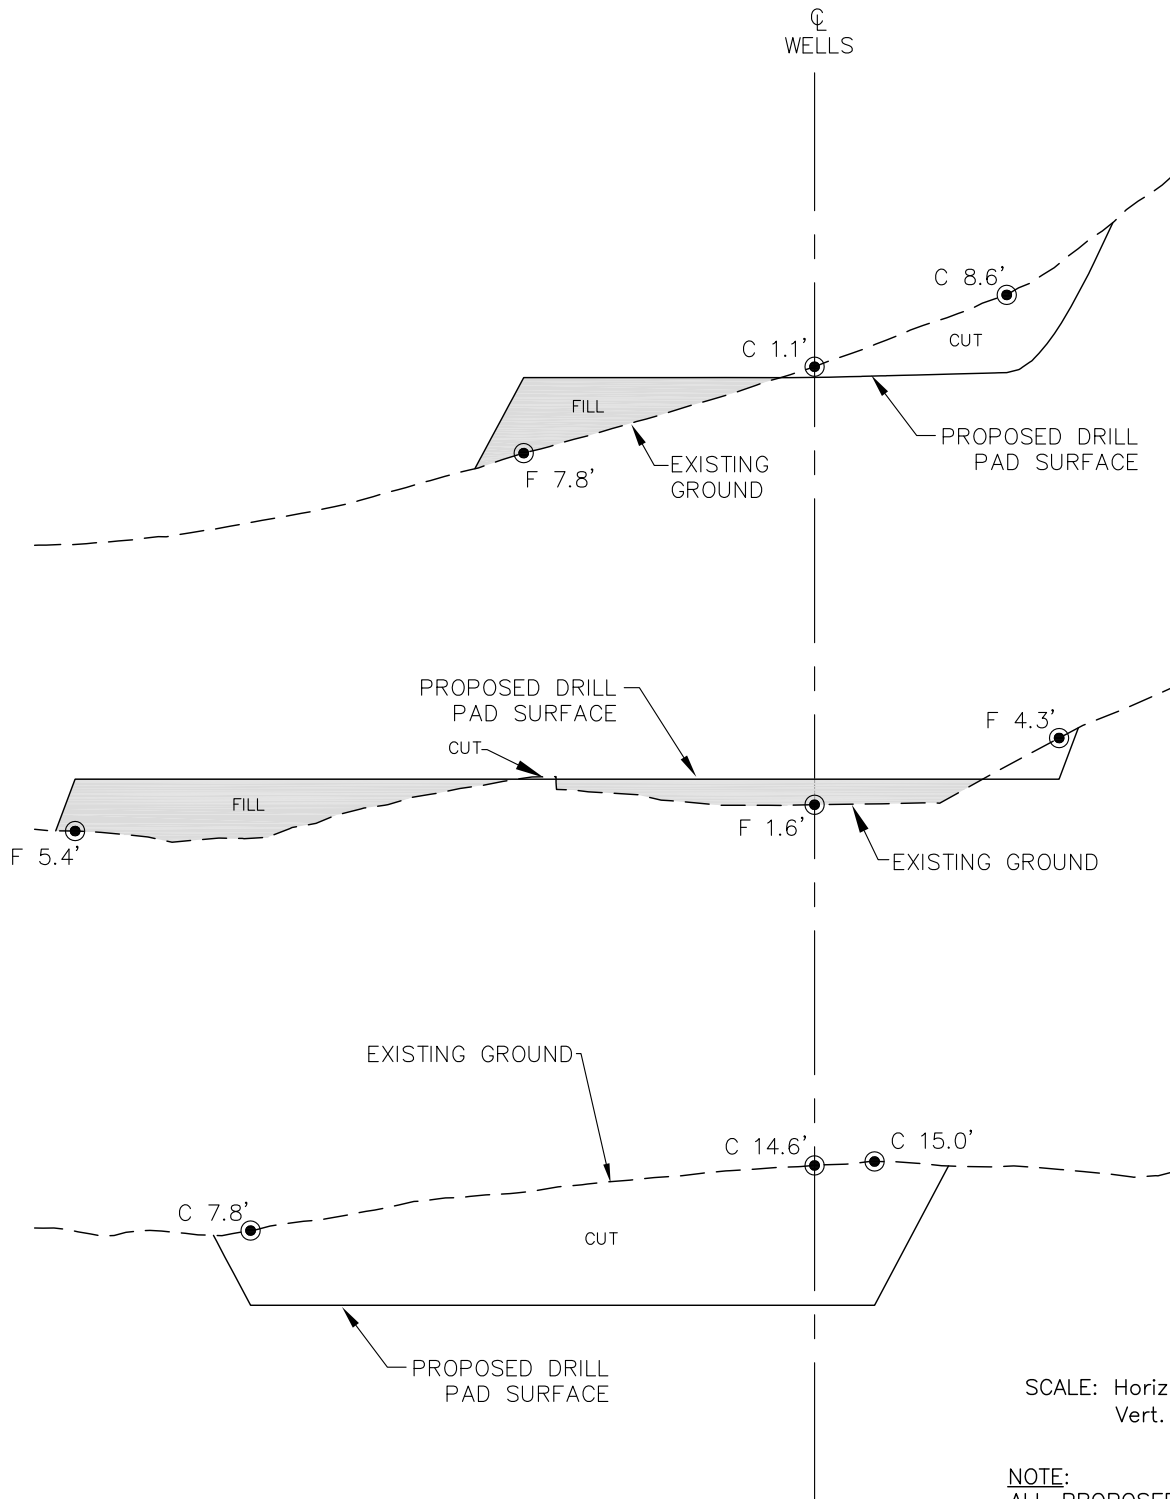 ℄
WELLS
C 8.6'
C 1.1'
CUT
FILL
PROPOSED DRILL
PAD SURFACE
EXISTING
GROUND
F 7.8'
PROPOSED DRILL
PAD SURFACE
F 4.3'
CUT
FILL
F 1.6'
F 5.4'
EXISTING GROUND
EXISTING GROUND
C 14.6'
C 15.0'
C 7.8'
CUT
PROPOSED DRILL
PAD SURFACE
SCALE: Horiz
Vert.
NOTE:
ALL PROPOSED